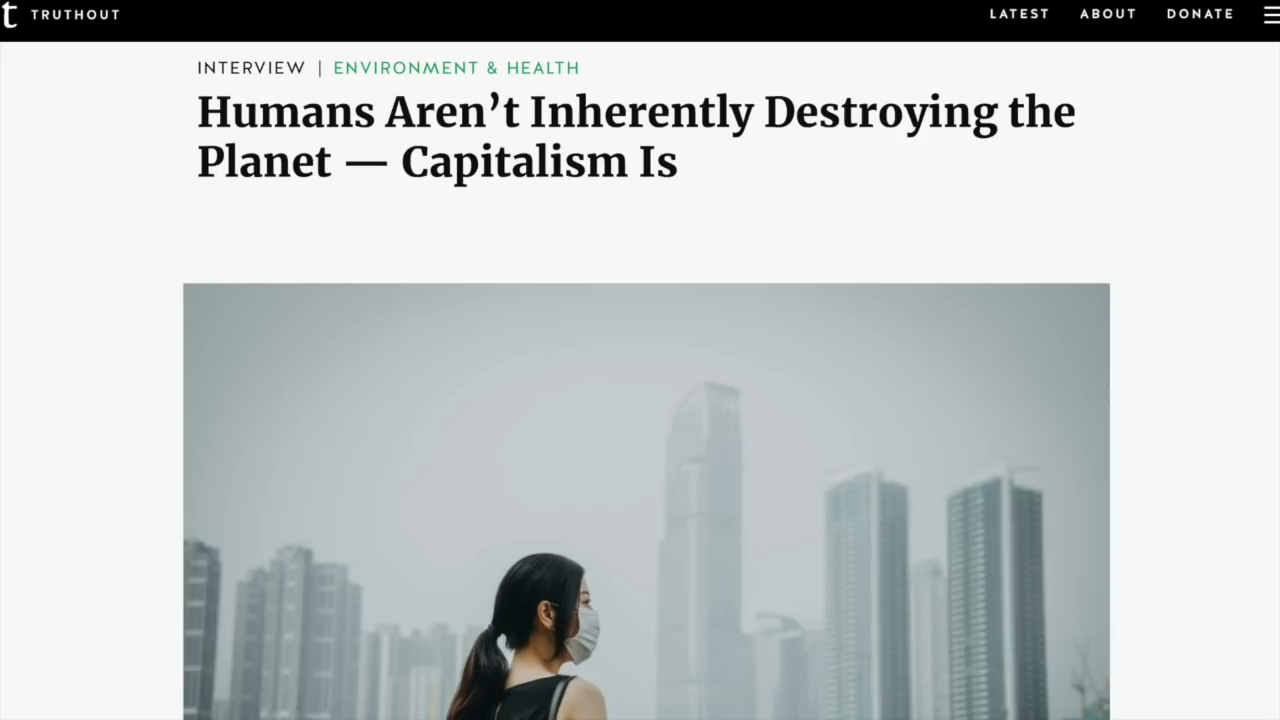 t TRUTHOUT LATEST ABOUT DONATE
INTERVIEW | ENVIRONMENT & HEALTH
Humans Aren’t Inherently Destroying the
Planet — Capitalism Is